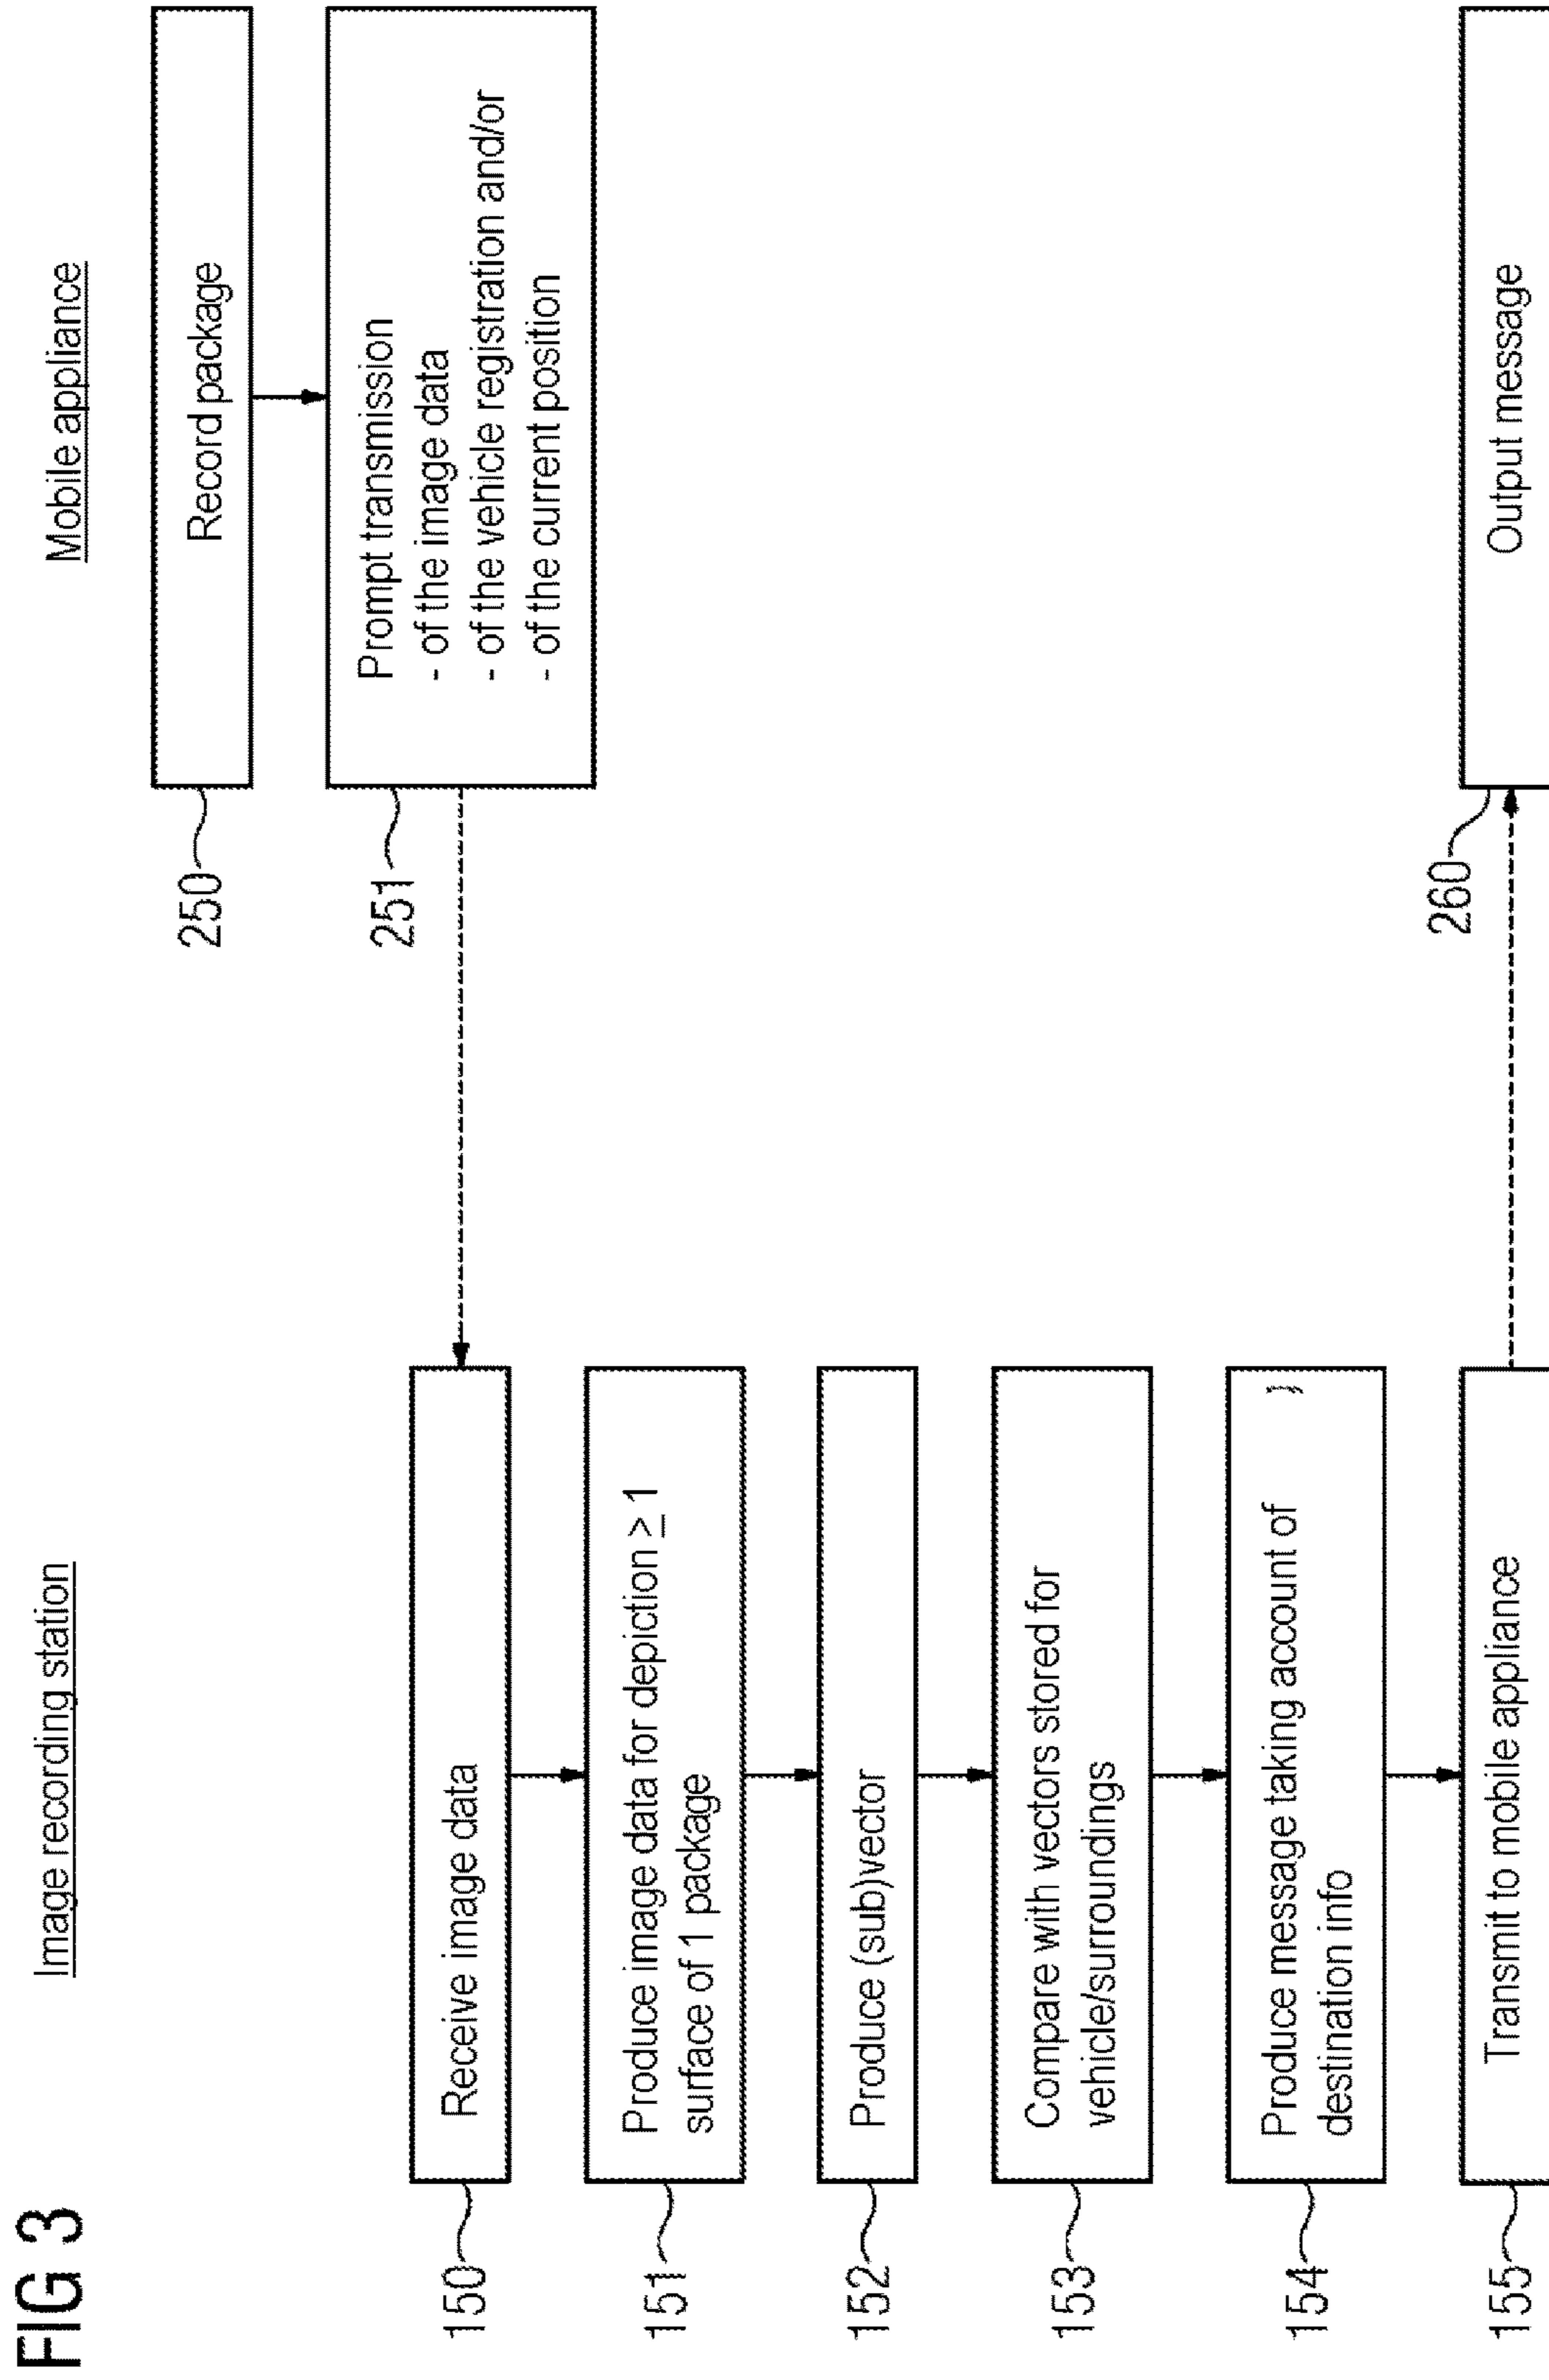 FIG 3
Image recording station
Mobile appliance
250
Record package
251
Prompt transmission
- of the image data
- of the vehicle registration and/or
- of the current position
150
Receive image data
151
Produce image data for depiction ≥ 1
surface of 1 package
152
Produce (sub)vector
153
Compare with vectors stored for
vehicle/surroundings
154
Produce message taking account of
destination info
155
Transmit to mobile appliance
260
Output message